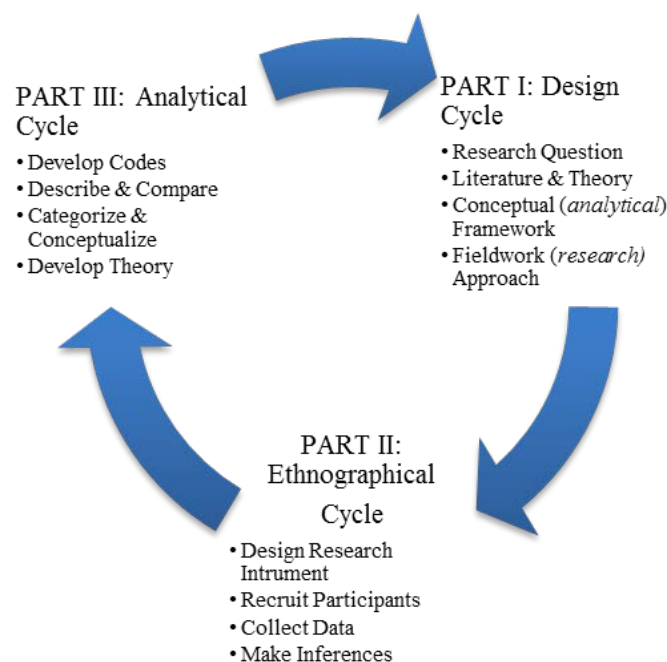 PART I: Design
Cycle
• Research Question
• Literature & Theory
• Conceptual (analytical)
Framework
• Fieldwork (research)
Approach
PART II:
Ethnographical
Cycle
• Design Research
Intrument
• Recruit Participants
• Collect Data
• Make Inferences
PART III: Analytical
Cycle
• Develop Codes
• Describe & Compare
• Categorize &
Conceptualize
• Develop Theory